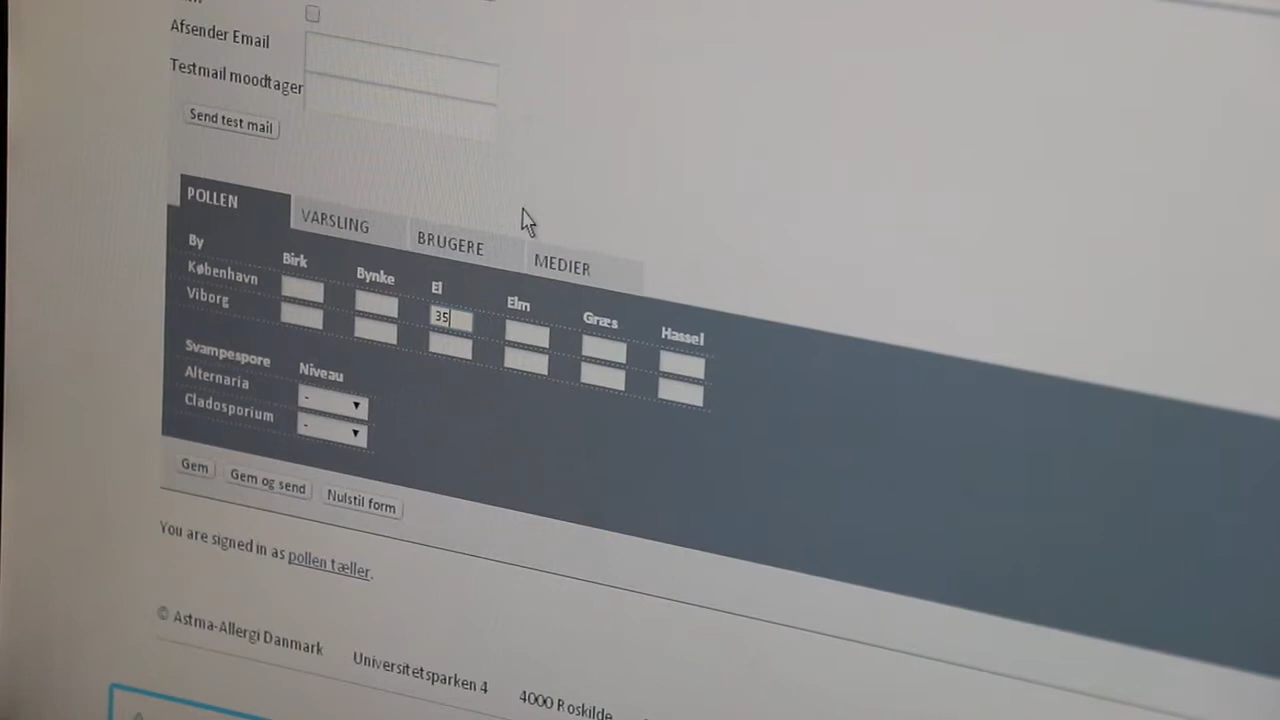 Afsender Email
Testmail moodtager
Send test mail
POLLEN VARSLING BRUGERE MEDIER
By Birk Bynke El Elm Græs Hassel
København 35
Viborg
Svampespore Niveau
Alternaria -
Cladosporium -
Gem Gem og send Nulstil form
You are signed in as pollen tæller.
© Astma-Allergi Danmark Universitetsparken 4 4000 Roskilde